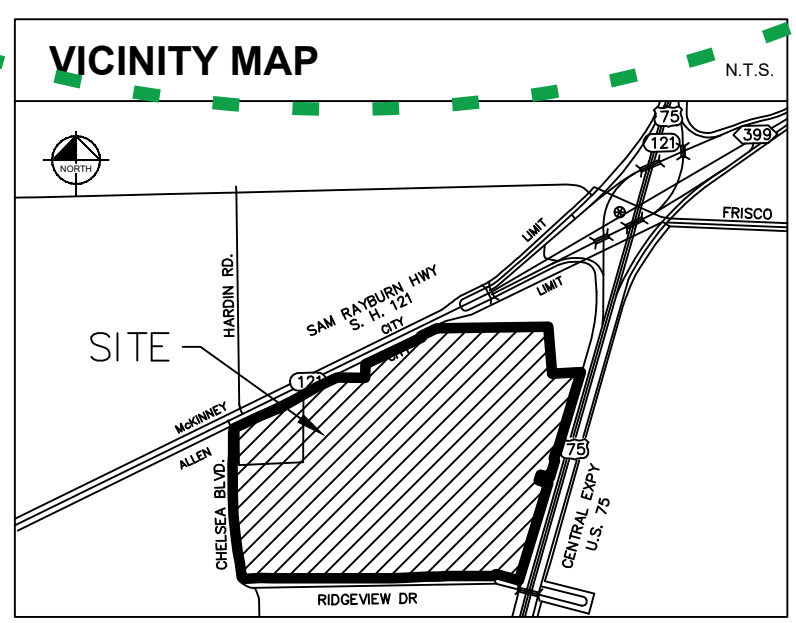 VICINITY MAP
N.T.S.
NORTH
75
121
399
FRISCO
LIMIT
LIMIT
HARDIN RD.
SAM RAYBURN HWY
S. H. 121
CITY
CITY
SITE
121
McKINNEY
ALLEN
75
CHELSEA BLVD.
CENTRAL EXPY
U.S. 75
RIDGEVIEW DR